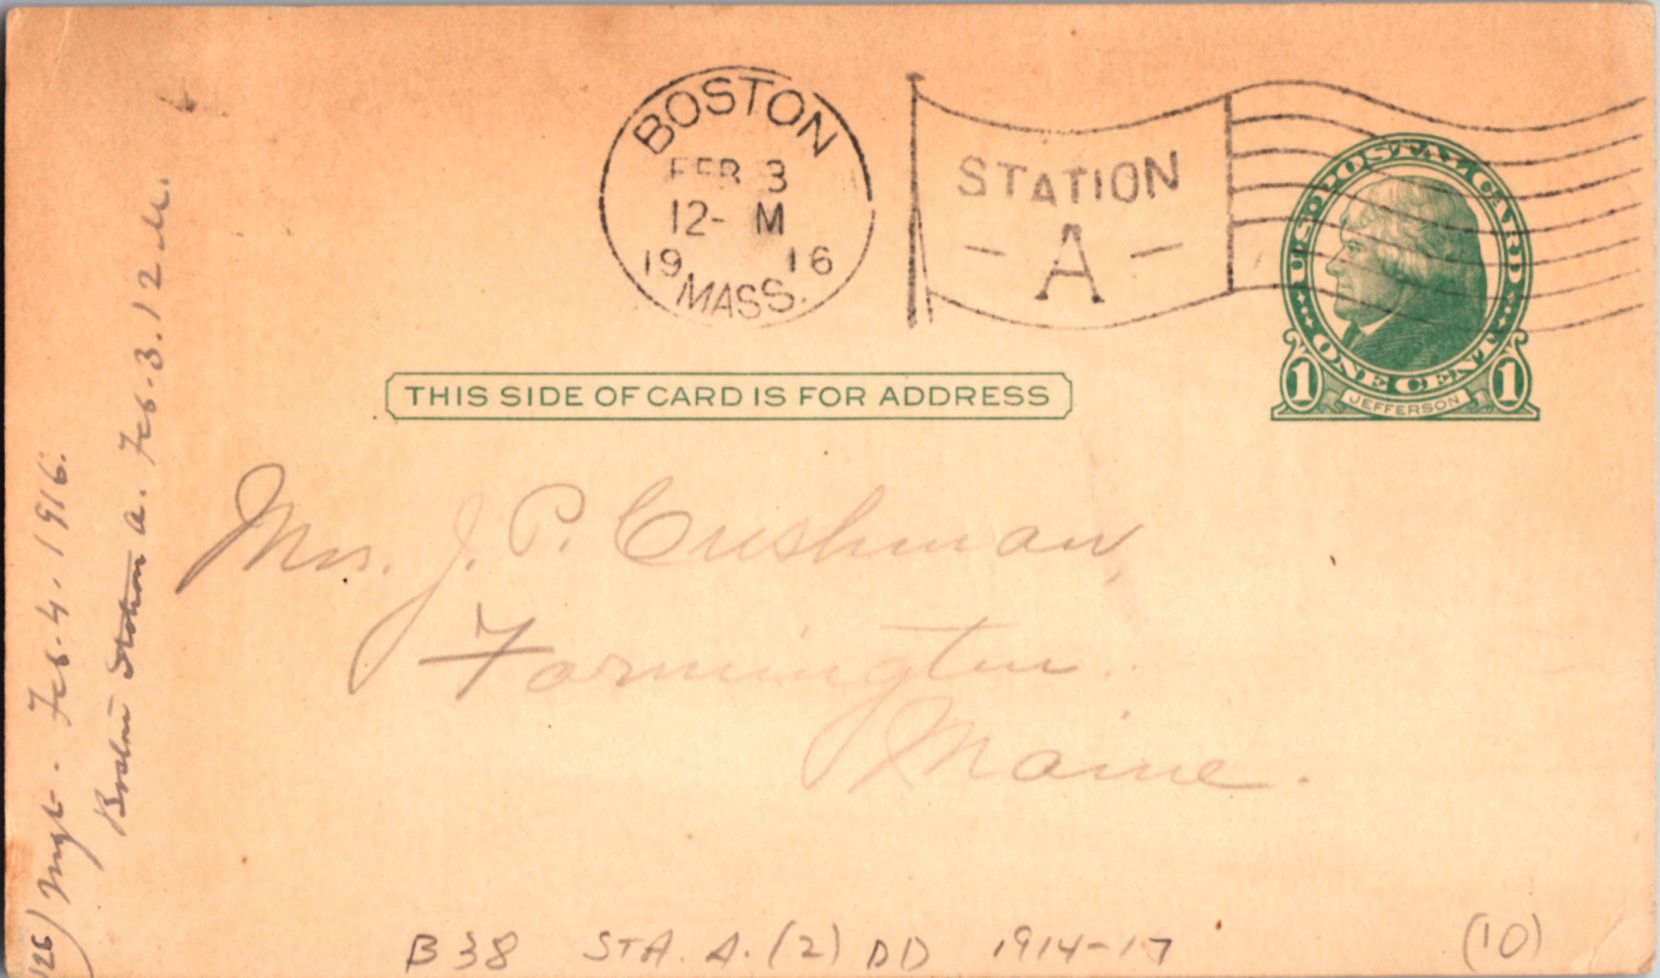 BOSTON
FEB 3
12- M
19 16
MASS.
STATION
- A -
U.S. POSTAL CARD
ONE CENT
1 JEFFERSON 1
THIS SIDE OF CARD IS FOR ADDRESS
Mrs. J. P. Cushman,
Farmington.
Maine.
126) - Feb. 4. 1916.
Boston Station A. Feb. 3. 12 M.
B 38 STA. A. (2) DD 1914-17 (10)